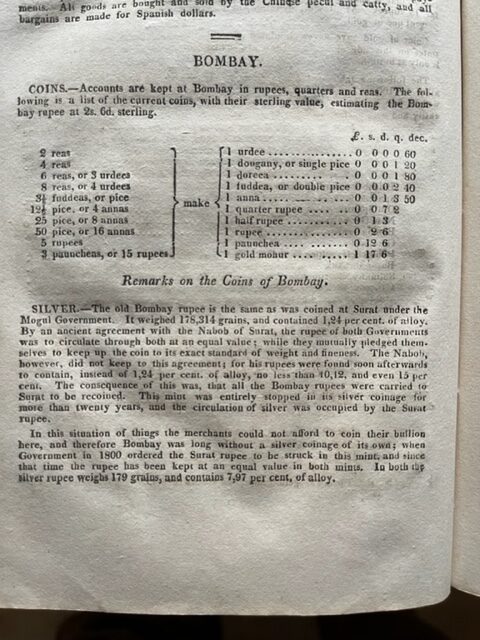 ments. All goods are bought and sold by the Chinese pecul and catty, and all
bargains are made for Spanish dollars.
BOMBAY.
COINS.—Accounts are kept at Bombay in rupees, quarters and reas. The fol-
lowing is a list of the current coins, with their sterling value, estimating the Bom-
bay rupee at 2s. 6d. sterling.
£. s. d. q. dec.
2 reas 1 urdee 0 0 0 0 60
4 reas 1 dougany, or single pice 0 0 0 1 20
6 reas, or 3 urdees 1 doreea 0 0 0 1 80
8 reas, or 4 urdees 1 fuddea, or double pice 0 0 0 2 40
fuddeas, or pice 1 anna 0 0 1 3 50
12½ pice, or 4 annas make 1 quarter rupee 0 0 7 2
25 pice, or 8 annas 1 half rupee 0 1 3
50 pice, or 16 annas 1 rupee 0 2 6
5 rupees 1 paunchea 0 12 6
3 pauncheas, or 15 rupees 1 gold mohur 1 17 6
Remarks on the Coins of Bombay.
SILVER.—The old Bombay rupee is the same as was coined at Surat under the
Mogul Government. It weighed 178,314 grains, and contained 1,24 per cent. of alloy.
By an ancient agreement with the Nabob of Surat, the rupee of both Governments
was to circulate through both at an equal value; while they mutually pledged them-
selves to keep up the coin to its exact standard of weight and fineness. The Nabob,
however, did not keep to this agreement; for his rupees were found soon afterwards
to contain, instead of 1,24 per cent. of alloy, no less than 10,12, and even 15 per
cent. The consequence of this was, that all the Bombay rupees were carried to
Surat to be recoined. This mint was entirely stopped in its silver coinage for
more than twenty years, and the circulation of silver was occupied by the Surat
rupee.
In this situation of things the merchants could not afford to coin their bullion
here, and therefore Bombay was long without a silver coinage of its own; when
Government in 1800 ordered the Surat rupee to be struck in this mint, and since
that time the rupee has been kept at an equal value in both mints. In both the
silver rupee weighs 179 grains, and contains 7,97 per cent, of alloy.